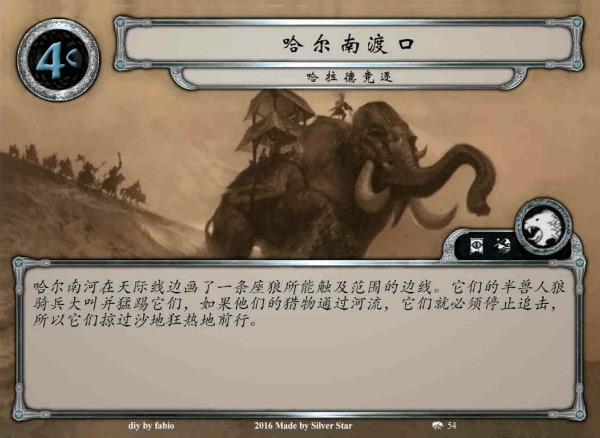 4C
哈尔南渡口
哈拉德竞逐
哈尔南河在天际线边画了一条座狼所能触及范围的边线。它们的半兽人狼
骑兵大叫并猛踢它们，如果他们的猎物通过河流，它们就必须停止追击，
所以它们掠过沙地狂热地前行。
diy by fabio
2016 Made by Silver Star
54